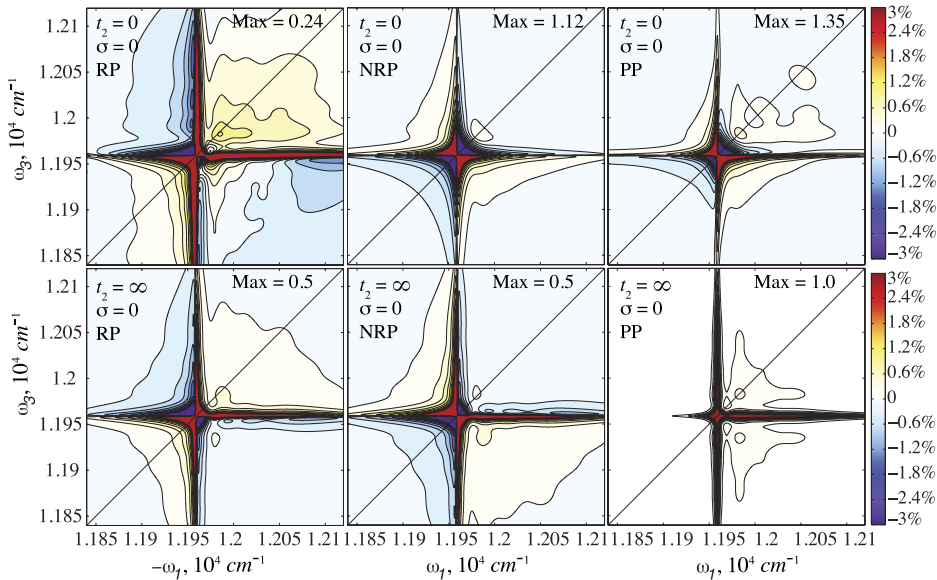 1.21
1.205
1.2
1.195
1.19
1.184
ω3, 10⁴ cm⁻¹
t2 = 0
σ = 0
RP
Max = 0.24
t2 = 0
σ = 0
NRP
Max = 1.12
t2 = 0
σ = 0
PP
Max = 1.35
3%
2.4%
1.2%
0.6%
0
−0.6%
−1.2%
−1.8%
−2.4%
−3%
1.21
1.205
1.2
1.195
1.19
1.184
ω3, 10⁴ cm⁻¹
t2 = ∞
σ = 0
RP
Max = 0.5
t2 = ∞
σ = 0
NRP
Max = 0.5
t2 = ∞
σ = 0
PP
Max = 1.0
3%
2.4%
1.2%
0.6%
0
−0.6%
−1.2%
−1.8%
−2.4%
−3%
1.185 1.19 1.195 1.2 1.205 1.21
1.185 1.19 1.195 1.2 1.205 1.21
1.185 1.19 1.195 1.2 1.205 1.21
−ω1, 10⁴ cm⁻¹
ω1, 10⁴ cm⁻¹
ω1, 10⁴ cm⁻¹